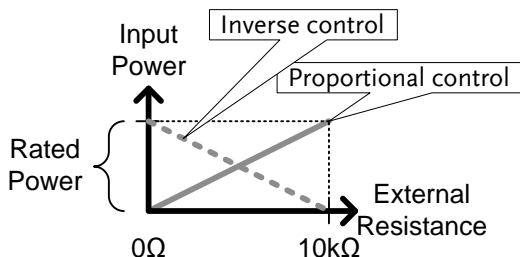 Input
Power
Inverse control
Proportional control
Rated
Power
External
Resistance
0Ω
10kΩ